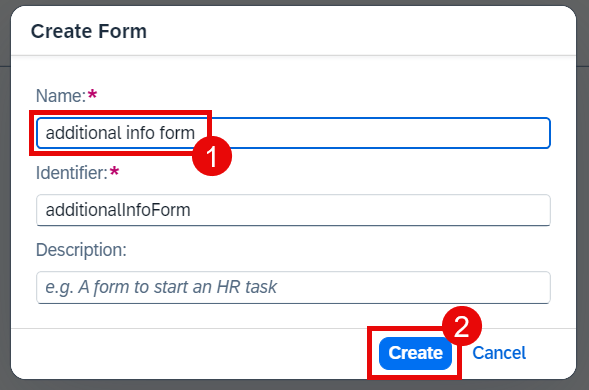 Create Form
Name:*
additional info form
1
Identifier:*
additionalInfoForm
Description:
e.g. A form to start an HR task
2
Create Cancel